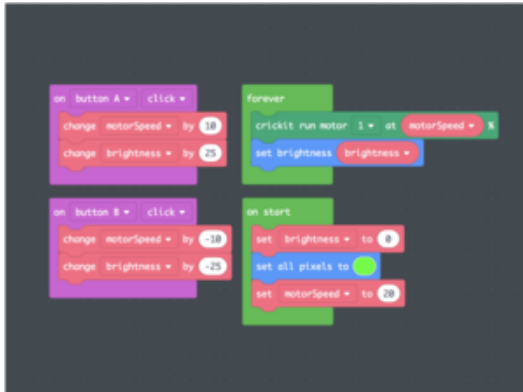 on button A click
change motorSpeed by 10
change brightness by 25
forever
crickit run motor 1 at motorSpeed %
set brightness brightness
on button B click
change motorSpeed by -10
change brightness by -25
on start
set brightness to 0
set all pixels to
set motorSpeed to 20